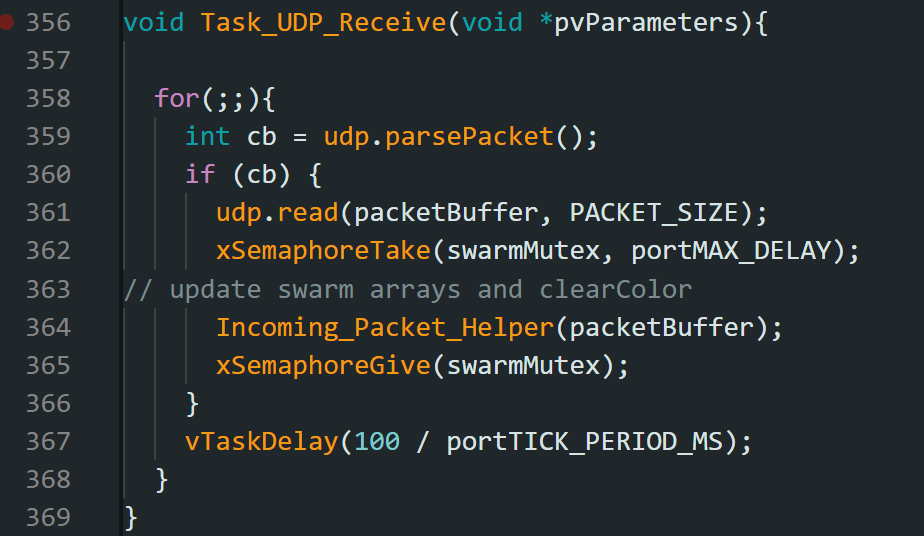 356 void Task_UDP_Receive(void *pvParameters){
357
358   for(;;){
359     int cb = udp.parsePacket();
360     if (cb) {
361       udp.read(packetBuffer, PACKET_SIZE);
362       xSemaphoreTake(swarmMutex, portMAX_DELAY);
363 // update swarm arrays and clearColor
364       Incoming_Packet_Helper(packetBuffer);
365       xSemaphoreGive(swarmMutex);
366     }
367     vTaskDelay(100 / portTICK_PERIOD_MS);
368   }
369 }